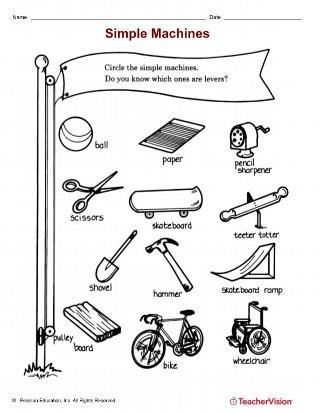 Name Date
Simple Machines
Circle the simple machines.
Do you know which ones are levers?
ball
paper
pencil
sharpener
scissors
skateboard
teeter totter
shovel
hammer
skateboard ramp
pulley
board
bike
wheelchair
© Pearson Education, Inc. All Rights Reserved.
TeacherVision